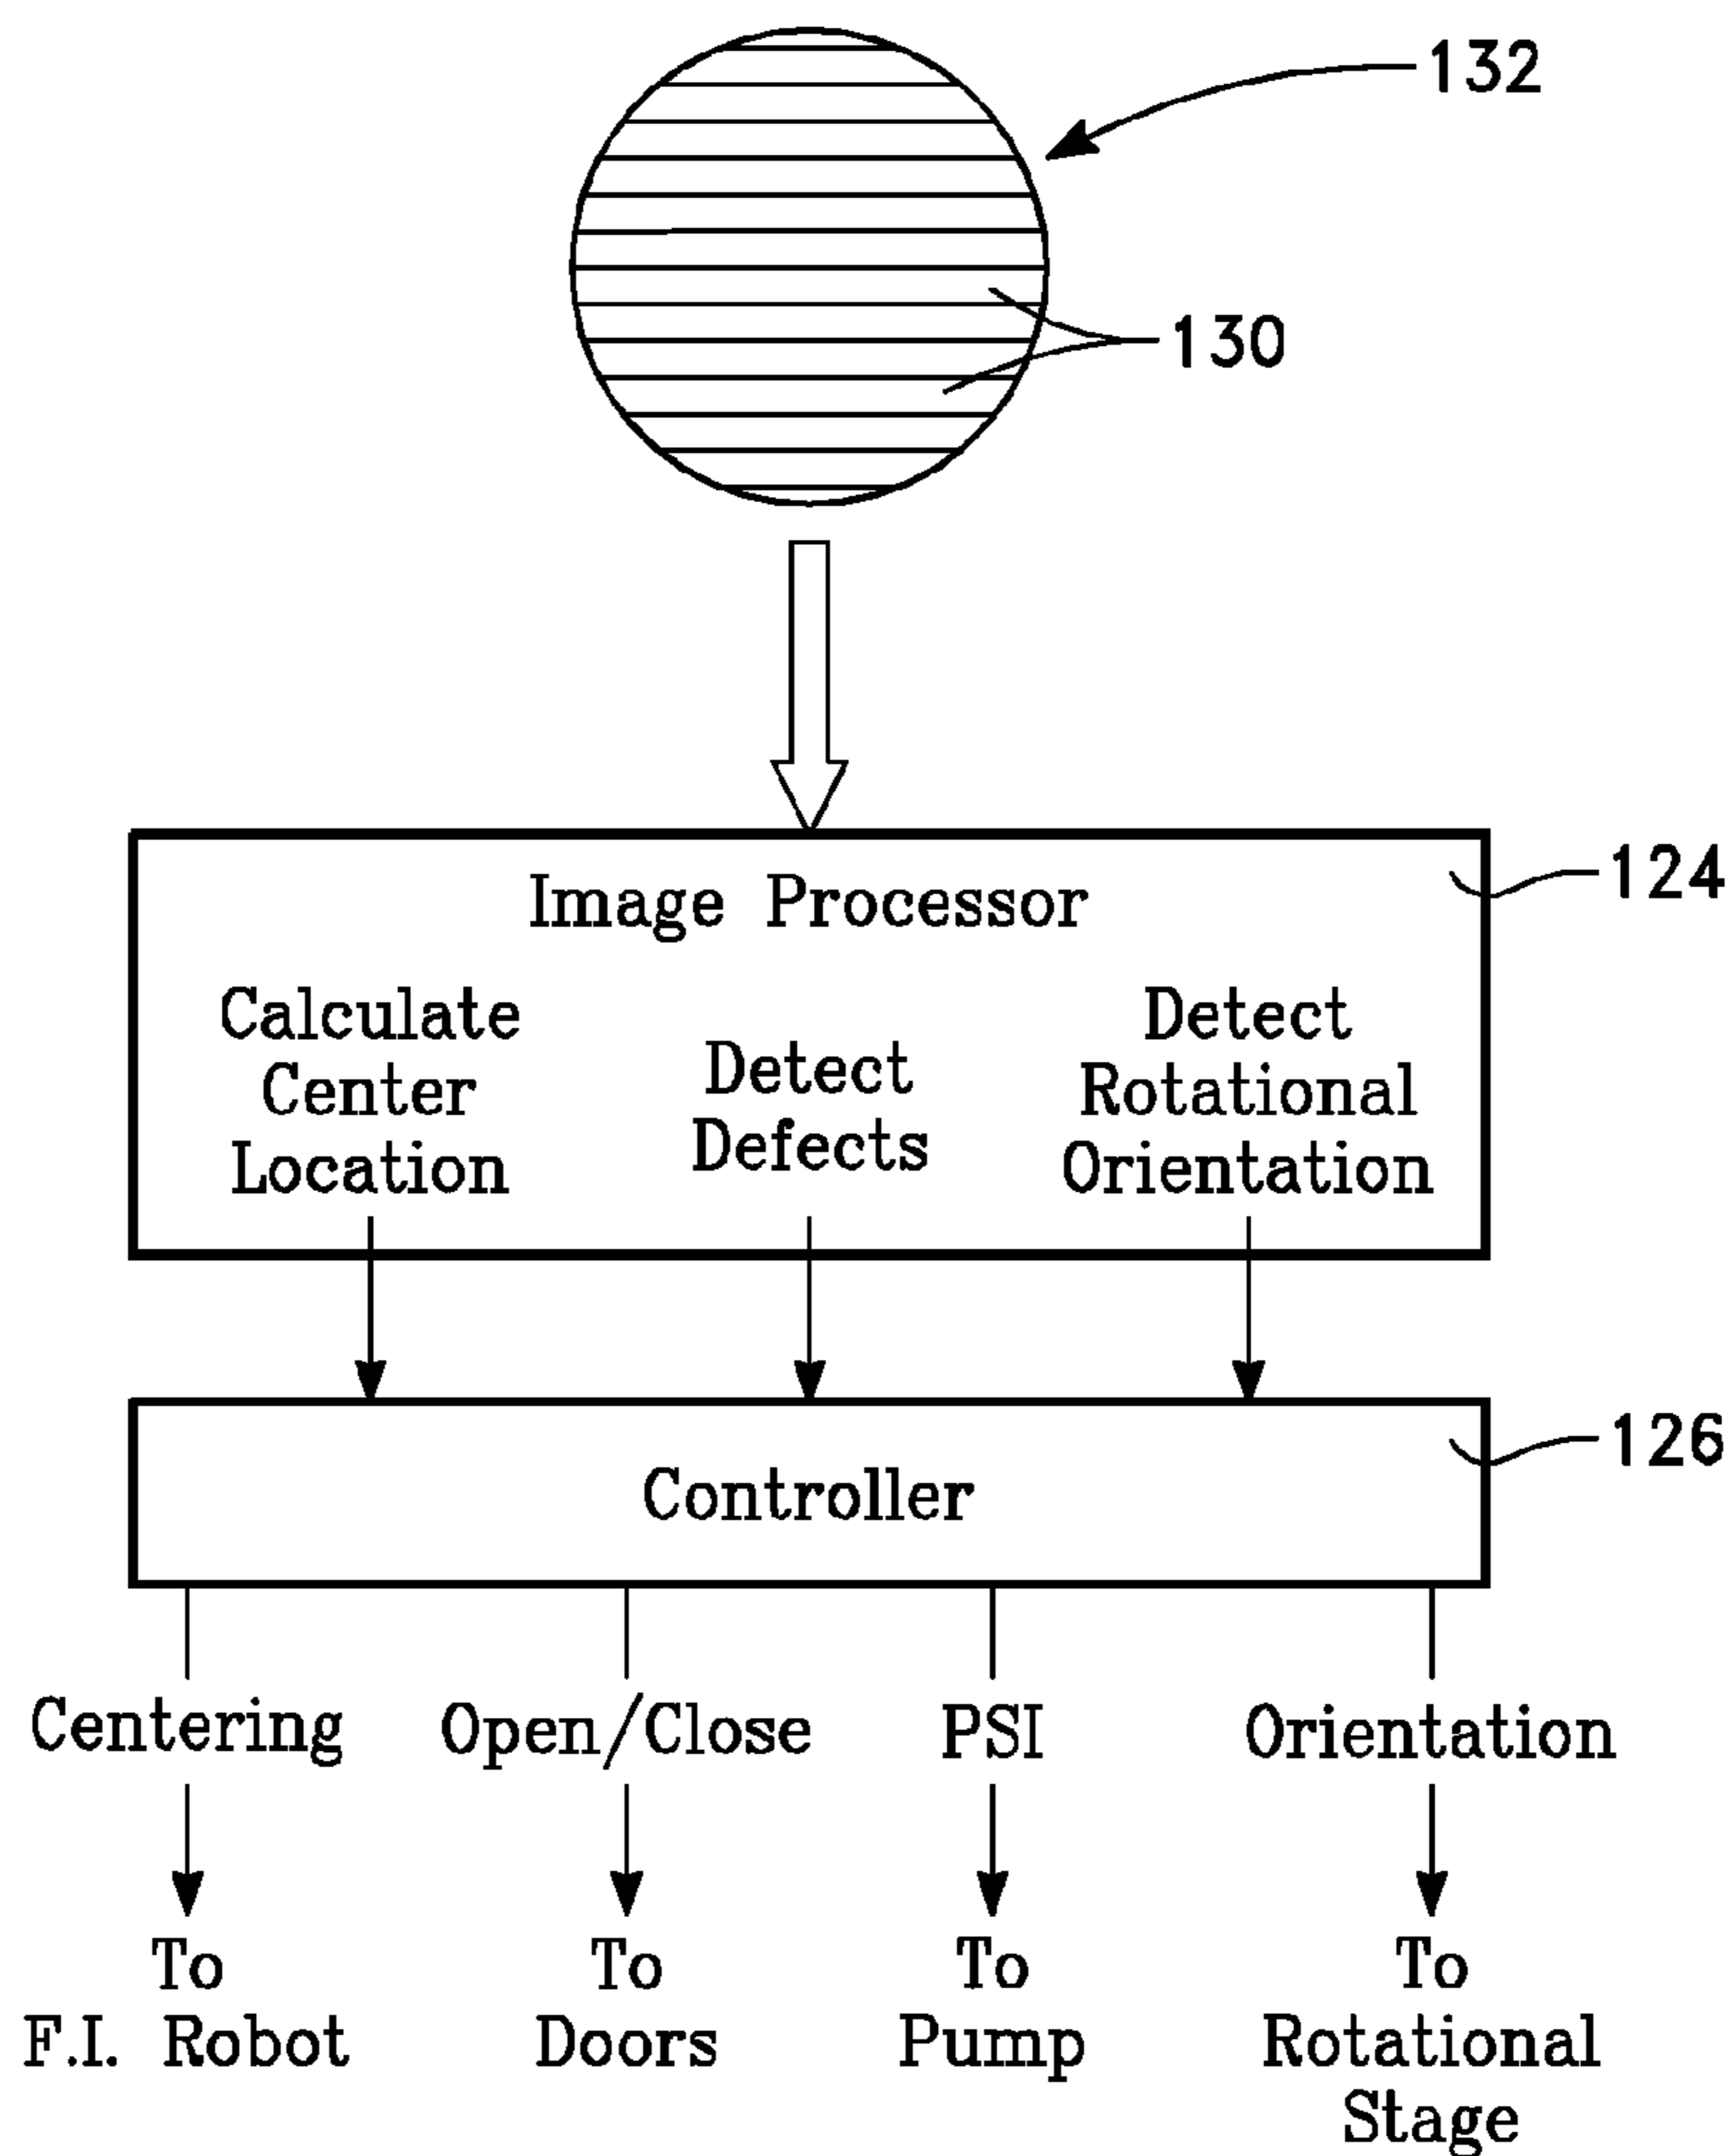 132
130
124
Image Processor
Calculate
Center
Location
Detect
Defects
Detect
Rotational
Orientation
126
Controller
Centering
Open/Close
PSI
Orientation
To
F.I. Robot
To
Doors
To
Pump
To
Rotational
Stage